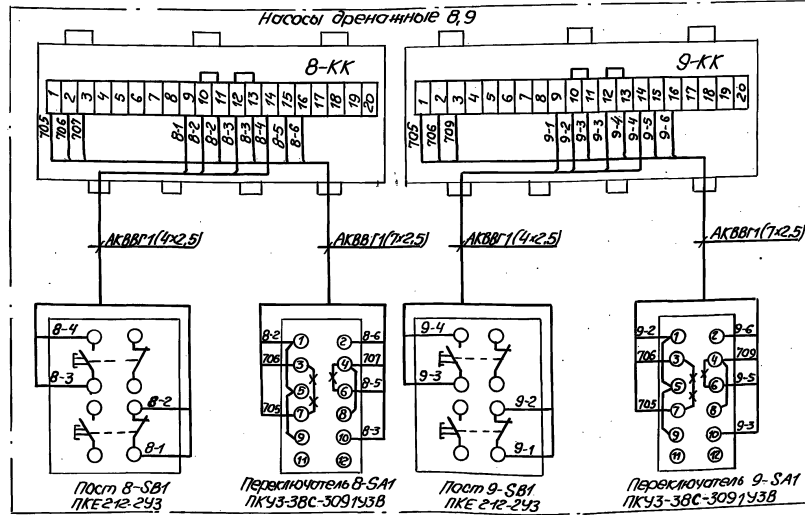 Насосы дренажные 8,9
8-КК
1 2 3 4 5 6 7 8 9 10 11 12 13 14 15 16 17 18 19 20
705 706 707 8-1 8-2 8-2 8-3 8-3 8-4 8-5 8-6
9-КК
1 2 3 4 5 6 7 8 9 10 11 12 13 14 15 16 17 18 19 20
705 706 709 9-1 9-2 9-3 9-3 9-4 9-4 9-5 9-6
АКВВГ1(4×2,5)
АКВВГ1(7×2,5)
АКВВГ1(4×2,5)
АКВВГ1(7×2,5)
8-4
8-3
8-2
8-1
Пост 8-SB1
ПКЕ 212-2У3
8-2 1 2 8-6
706 3 4 707
5 6 8-5
705 7 8
9 10 8-3
11 12
Переключатель 8-SA1
ПКУ3-38С-3091У3В
9-4
9-3
9-2
9-1
Пост 9-SB1
ПКЕ 212-2У3
9-2 1 2 9-6
706 3 4 709
5 6 9-5
705 7 8
9 10 9-3
11 12
Переключатель 9-SA1
ПКУ3-38С-3091У3В